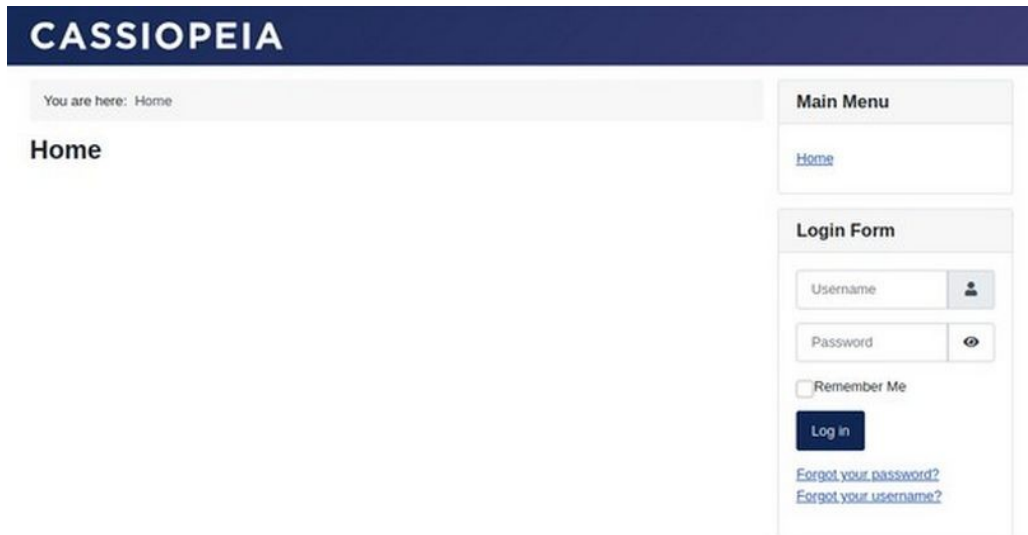 CASSIOPEIA
You are here: Home
Home
Main Menu
Home
Login Form
Username
Password
Remember Me
Log in
Forgot your password?
Forgot your username?